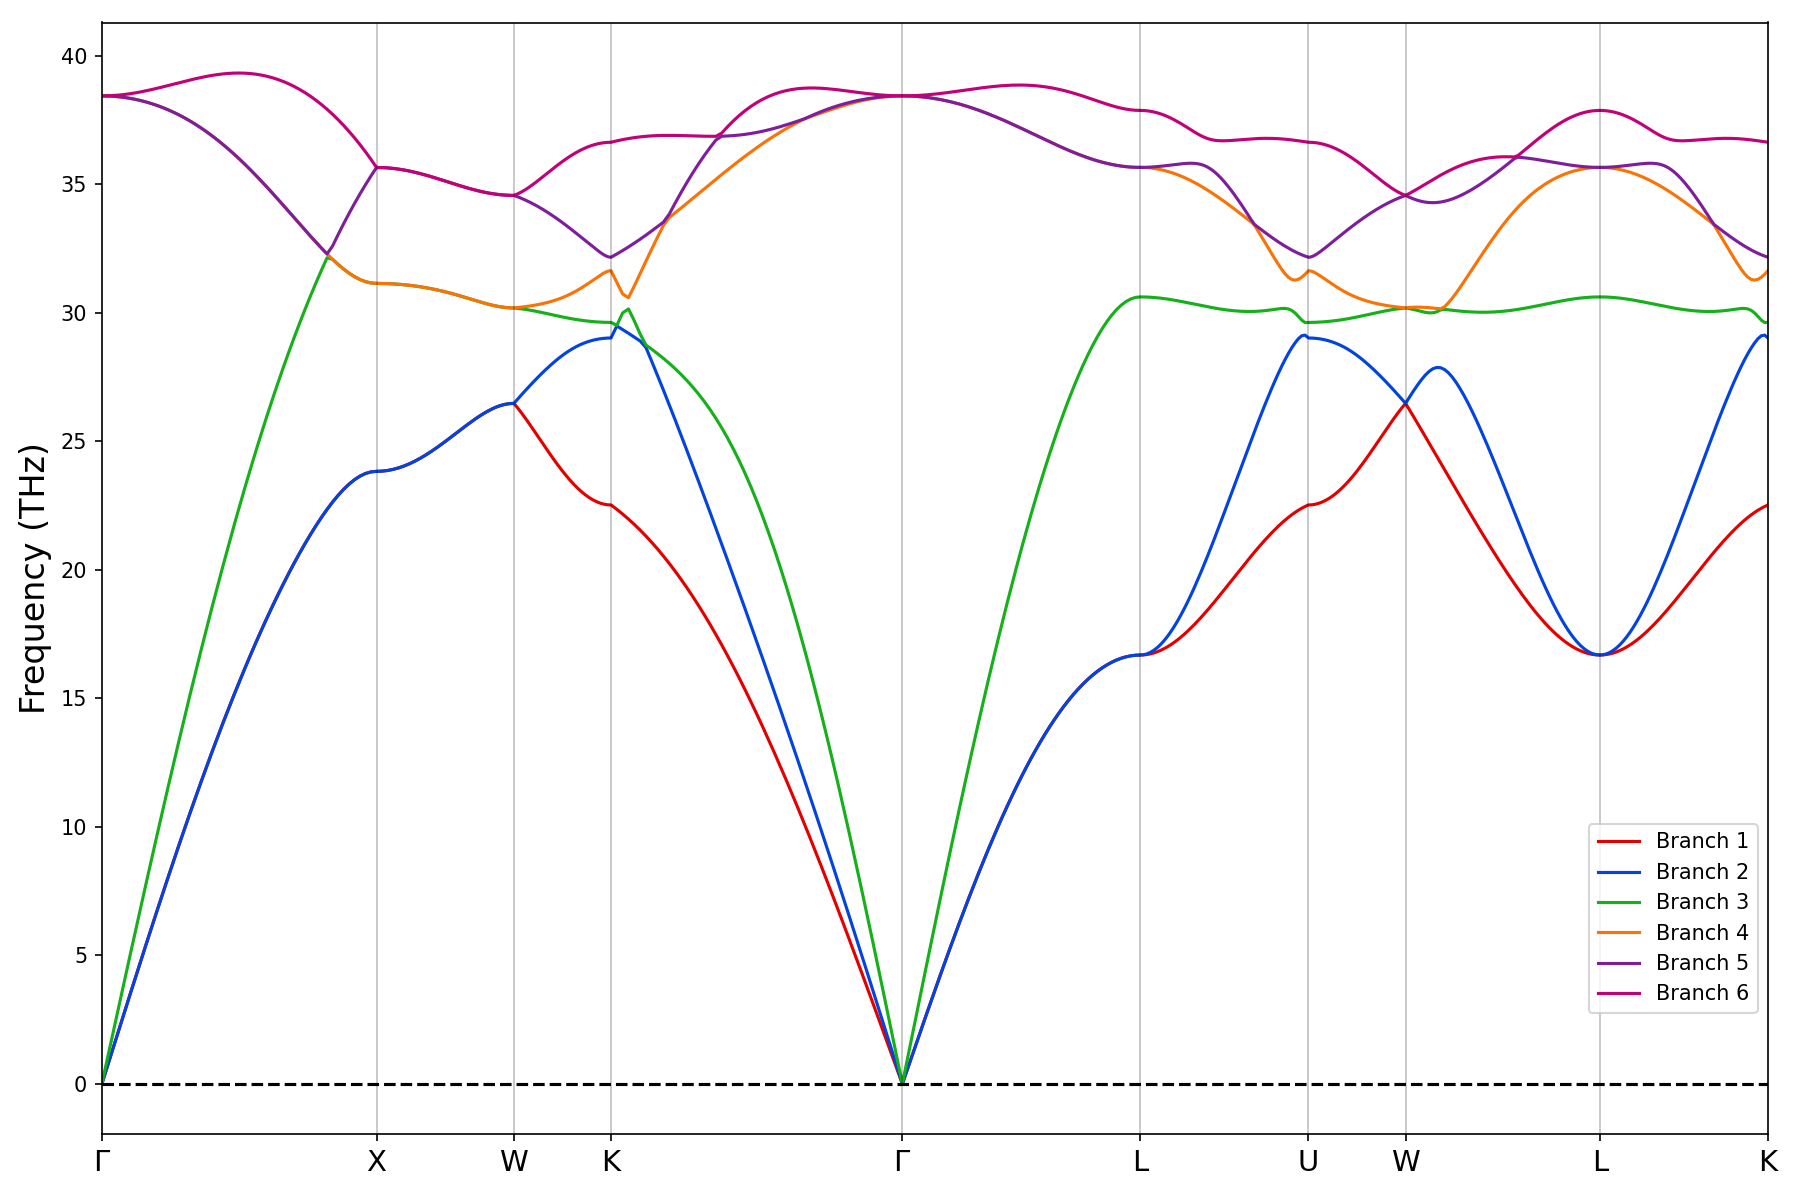 Frequency (THz)
40
35
30
25
20
15
10
5
0
Γ X W K Γ L U W L K
Branch 1
Branch 2
Branch 3
Branch 4
Branch 5
Branch 6